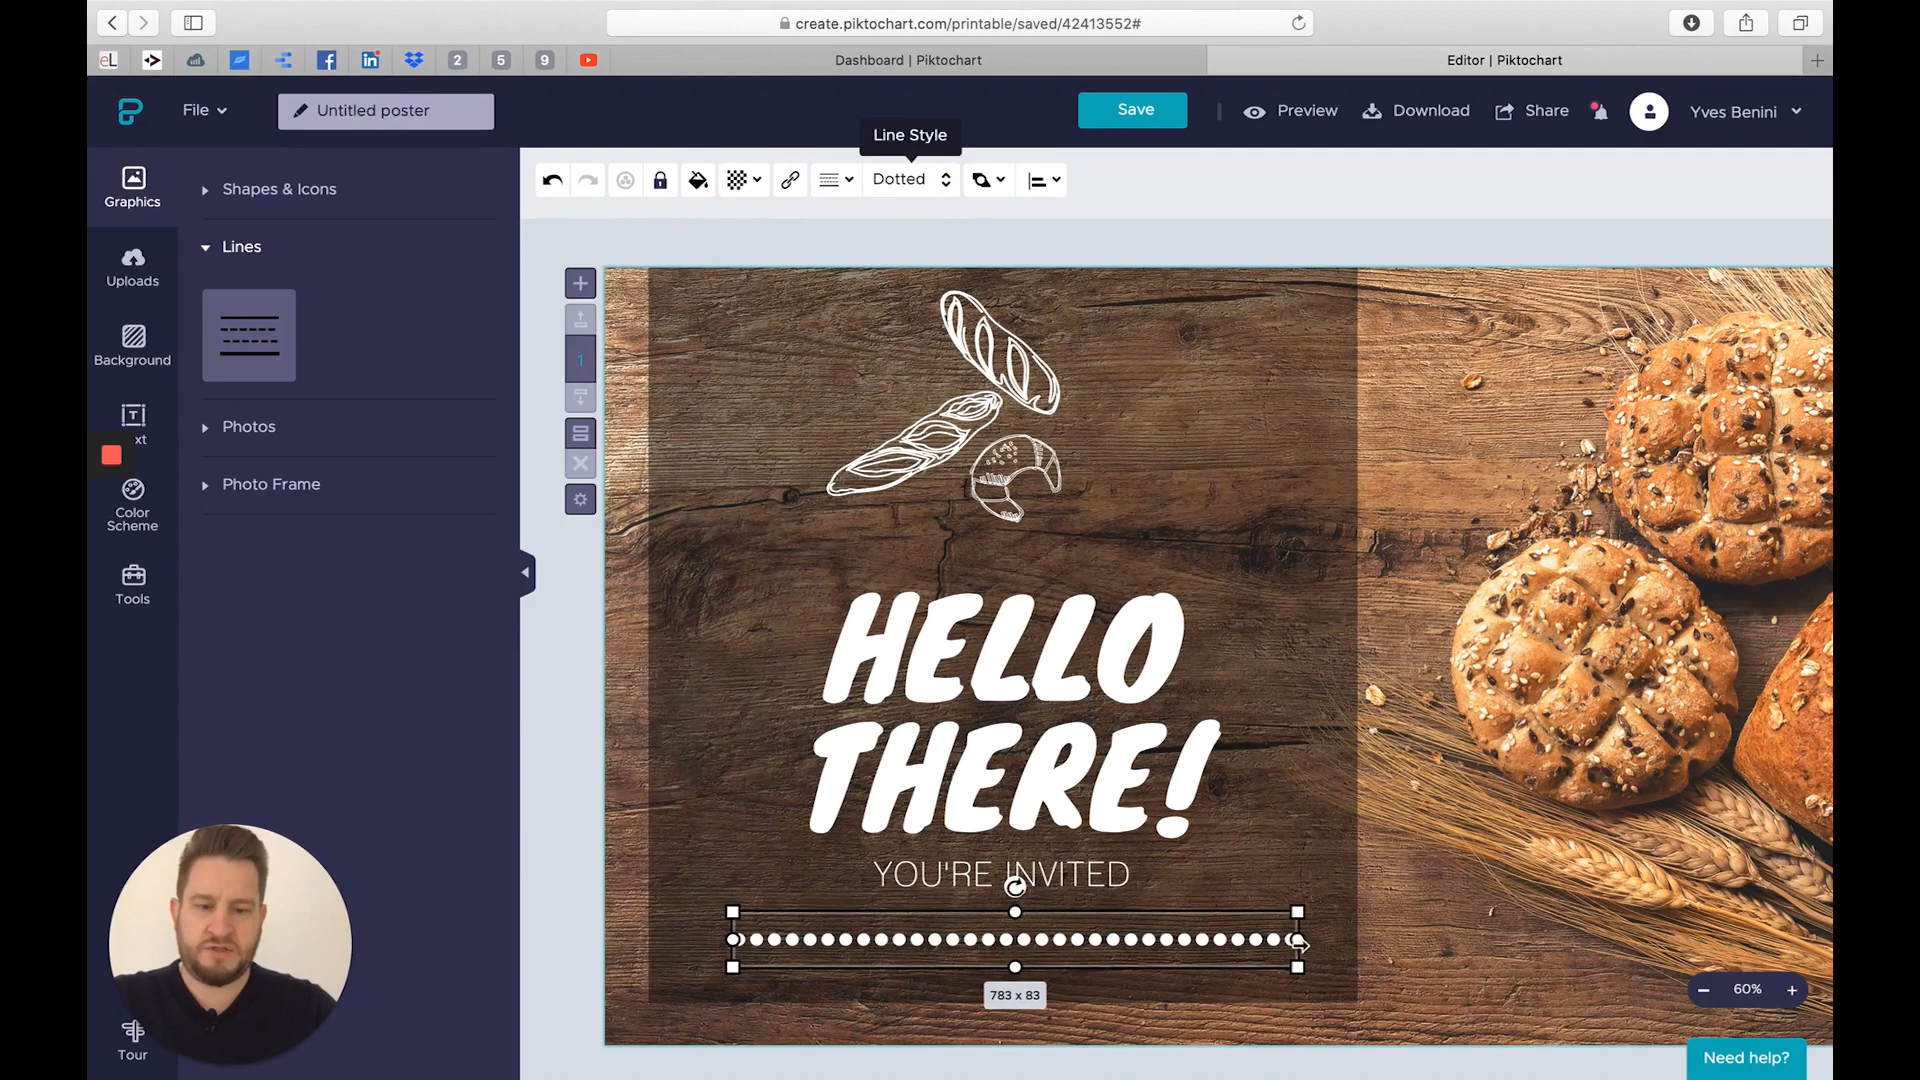 create.piktochart.com/printable/saved/42413552#
eL
in
2
5
9
Dashboard | Piktochart
Editor | Piktochart
File
Untitled poster
Save
Preview
Download
Share
Yves Benini
Line Style
Dotted
Graphics
Uploads
Background
xt
Color
Scheme
Tools
Tour
Shapes & Icons
Lines
Photos
Photo Frame
1
HELLO
THERE!
YOU'RE INVITED
783 x 83
60%
Need help?